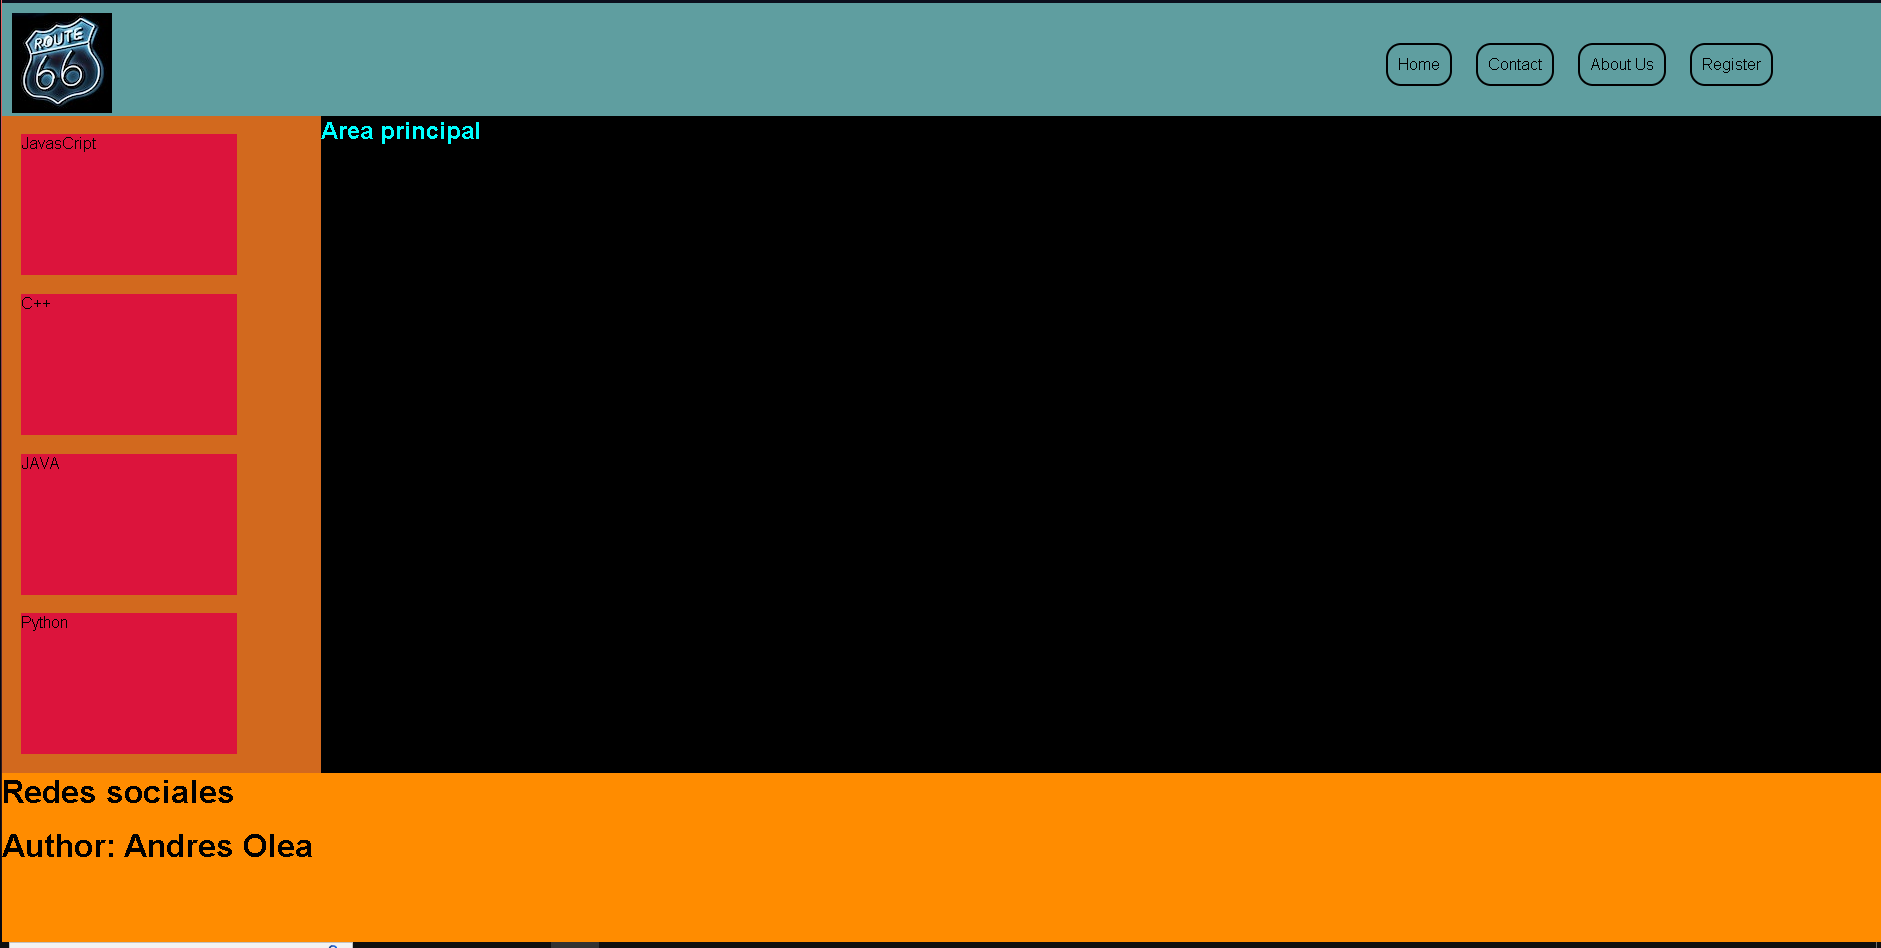 ROUTE
66
Home
Contact
About Us
Register
JavasCript
Area principal
C++
JAVA
Python
Redes sociales
Author: Andres Olea